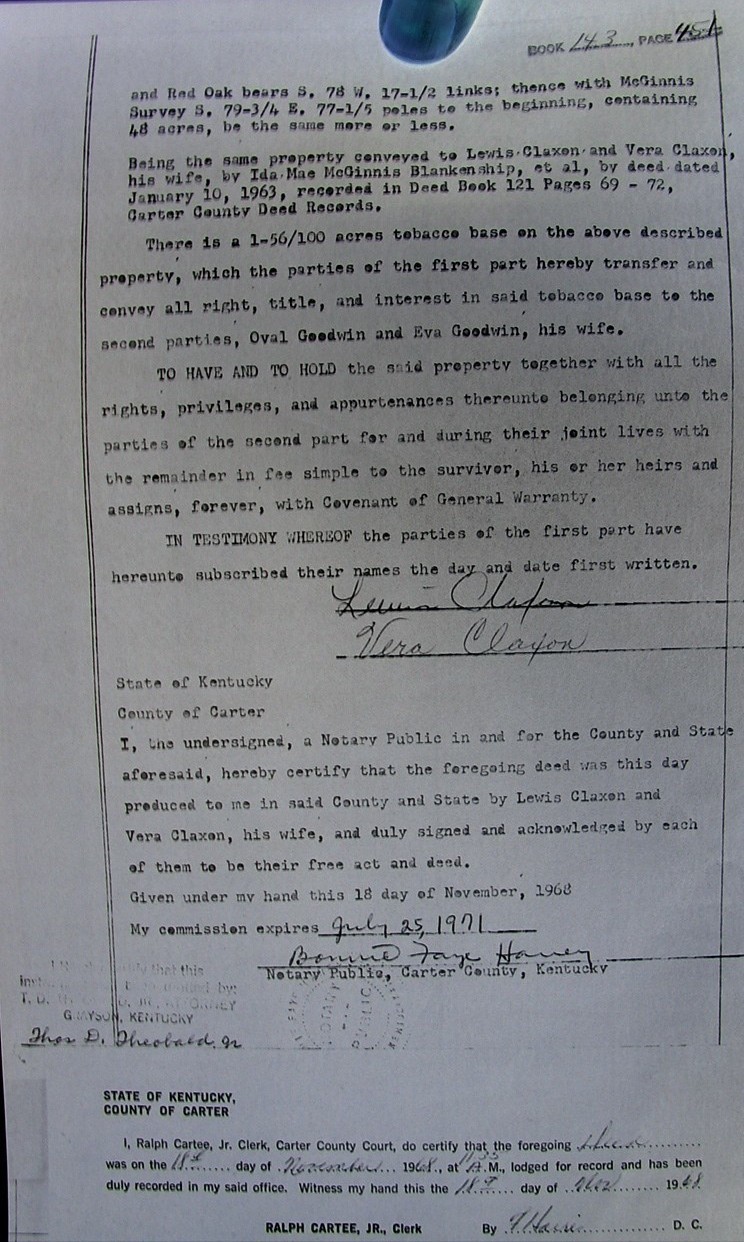 BOOK 143, PAGE 451
and Red Oak bears S. 78 W. 17-1/2 links; thence with McGinnis
Survey S. 79-3/4 E. 77-1/5 poles to the beginning, containing
48 acres, be the same more or less.
Being the same property conveyed to Lewis Claxon and Vera Claxon,
his wife, by Ida Mae McGinnis Blankenship, et al, by deed dated
January 10, 1963, recorded in Deed Book 121 Pages 69 - 72,
Carter County Deed Records.
There is a 1-56/100 acres tobacco base on the above described
property, which the parties of the first part hereby transfer and
convey all right, title, and interest in said tobacco base to the
second parties, Oval Goodwin and Eva Goodwin, his wife.
TO HAVE AND TO HOLD the said property together with all the
rights, privileges, and appurtenances thereunto belonging unto the
parties of the second part for and during their joint lives with
the remainder in fee simple to the survivor, his or her heirs and
assigns, forever, with Covenant of General Warranty.
IN TESTIMONY WHEREOF the parties of the first part have
hereunto subscribed their names the day and date first written.
Lewis Claxon
Vera Claxon
State of Kentucky
County of Carter
I, the undersigned, a Notary Public in and for the County and State
aforesaid, hereby certify that the foregoing deed was this day
produced to me in said County and State by Lewis Claxon and
Vera Claxon, his wife, and duly signed and acknowledged by each
of them to be their free act and deed.
Given under my hand this 18 day of November, 1968
My commission expires July 25, 1971
Bonnie Faye Haney
Notary Public, Carter County, Kentucky
that this
by:
T. D. ATTORNEY
GRAYSON, KENTUCKY
Thos D. Theobald, Jr
NOTARY PUBLIC
STATE OF KENTUCKY,
COUNTY OF CARTER
I, Ralph Cartee, Jr. Clerk, Carter County Court, do certify that the foregoing
was on the 18th day of November 1968, at A.M., lodged for record and has been
duly recorded in my said office. Witness my hand this the 18th day of 1968
RALPH CARTEE, JR., Clerk By D. C.